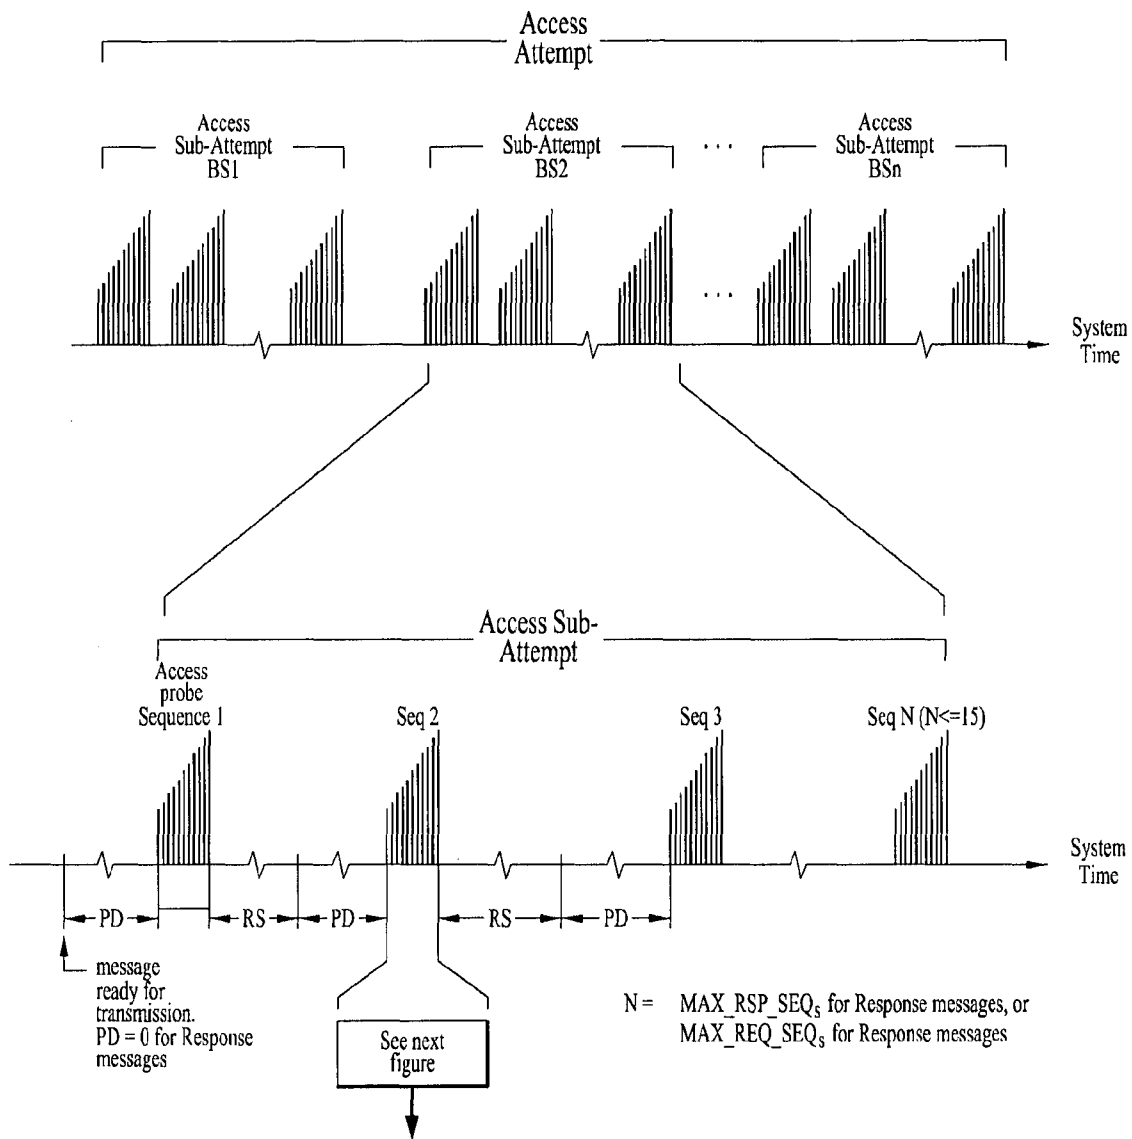 Access
Attempt
Access
Sub-Attempt
BS1
Access
Sub-Attempt
BS2
. . .
Access
Sub-Attempt
BSn
. . .
System
Time
Access Sub-
Attempt
Access
probe
Sequence 1
Seq 2
Seq 3
Seq N (N<=15)
System
Time
PD
RS
PD
RS
PD
message
ready for
transmission.
PD = 0 for Response
messages
See next
figure
N = MAX_RSP_SEQs for Response messages, or
MAX_REQ_SEQs for Response messages